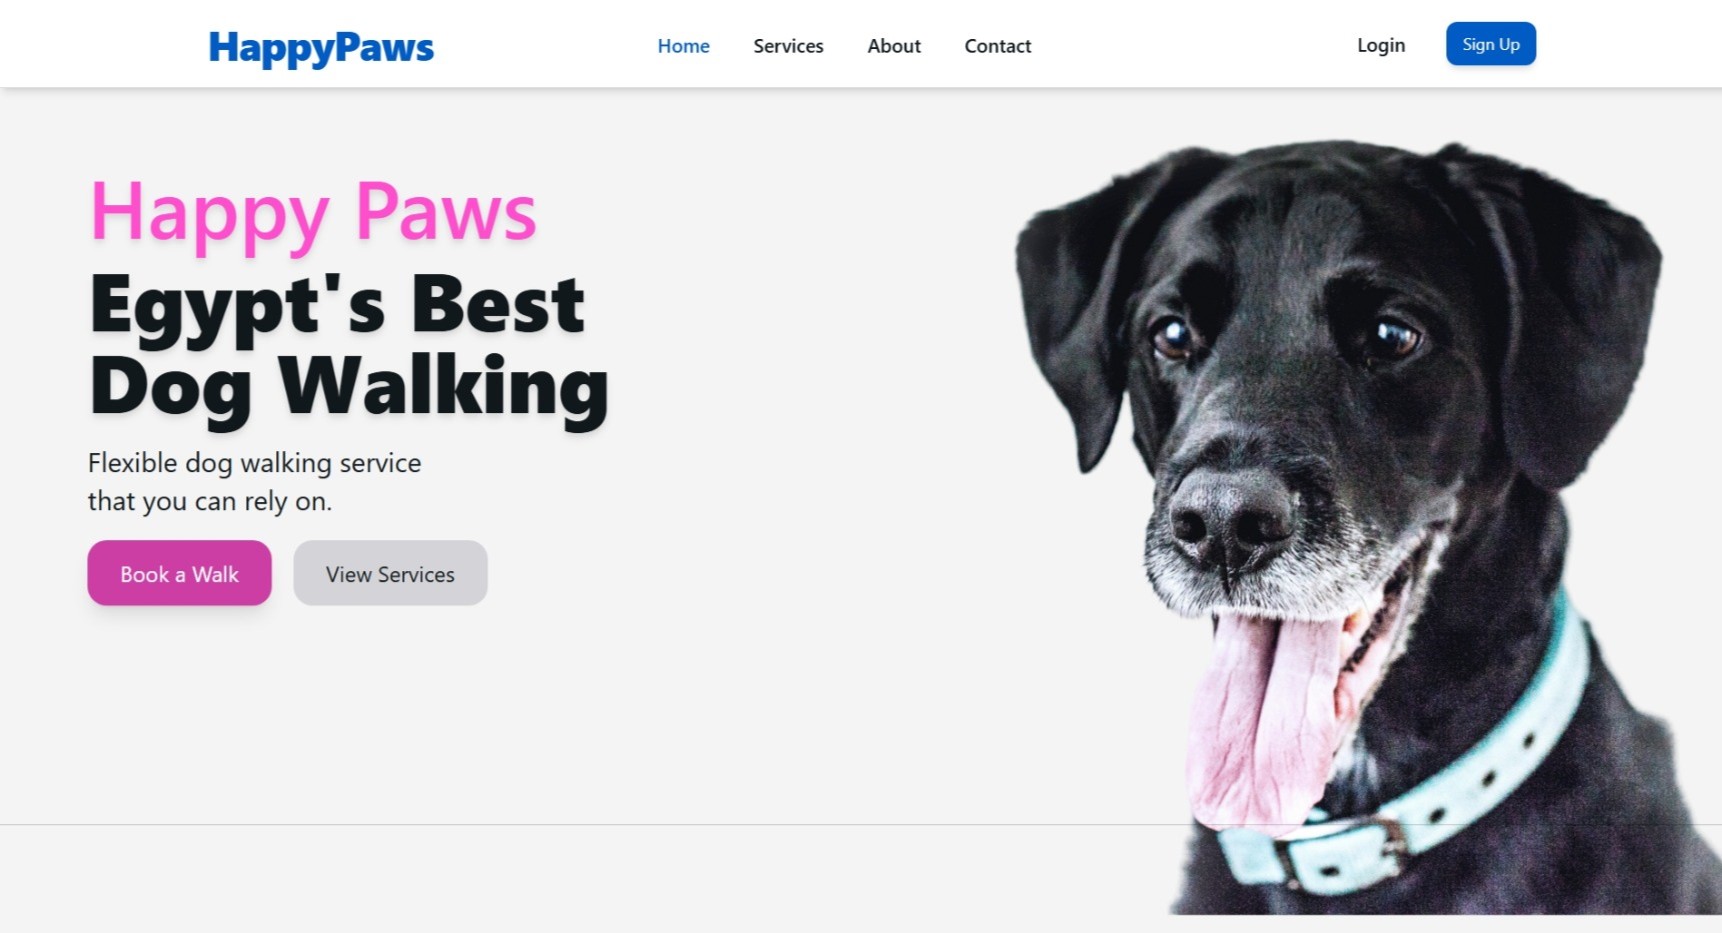 HappyPaws
Home
Services
About
Contact
Login
Sign Up
Happy Paws
Egypt's Best
Dog Walking
Flexible dog walking service
that you can rely on.
Book a Walk
View Services